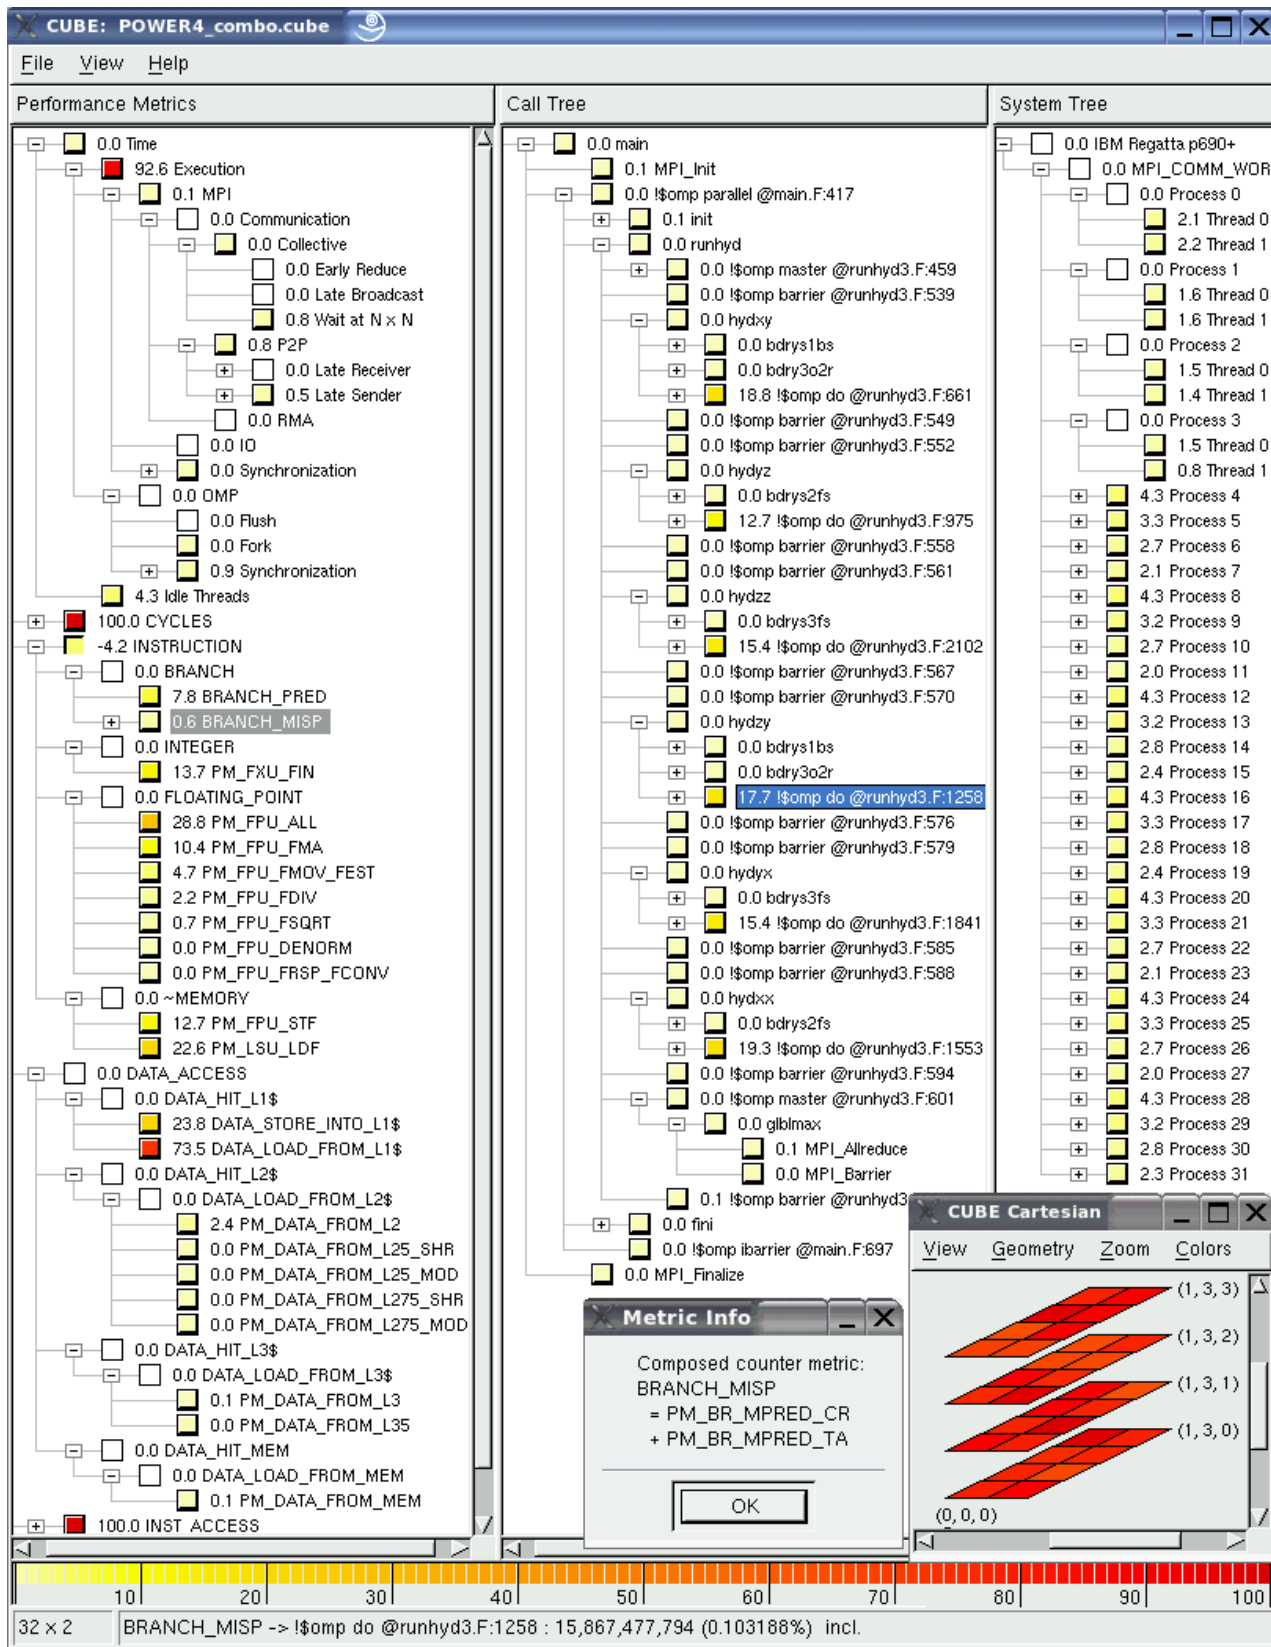 CUBE: POWER4_combo.cube
File View Help
Performance Metrics
0.0 Time
92.6 Execution
0.1 MPI
0.0 Communication
0.0 Collective
0.0 Early Reduce
0.0 Late Broadcast
0.8 Wait at N x N
0.8 P2P
0.0 Late Receiver
0.5 Late Sender
0.0 RMA
0.0 IO
0.0 Synchronization
0.0 OMP
0.0 Flush
0.0 Fork
0.9 Synchronization
4.3 Idle Threads
100.0 CYCLES
-4.2 INSTRUCTION
0.0 BRANCH
7.8 BRANCH_PRED
0.6 BRANCH_MISP
0.0 INTEGER
13.7 PM_FXU_FIN
0.0 FLOATING_POINT
28.8 PM_FPU_ALL
10.4 PM_FPU_FMA
4.7 PM_FPU_FMOV_FEST
2.2 PM_FPU_FDIV
0.7 PM_FPU_FSQRT
0.0 PM_FPU_DENORM
0.0 PM_FPU_FRSP_FCONV
0.0 ~MEMORY
12.7 PM_FPU_STF
22.6 PM_LSU_LDF
0.0 DATA_ACCESS
0.0 DATA_HIT_L1$
23.8 DATA_STORE_INTO_L1$
73.5 DATA_LOAD_FROM_L1$
0.0 DATA_HIT_L2$
0.0 DATA_LOAD_FROM_L2$
2.4 PM_DATA_FROM_L2
0.0 PM_DATA_FROM_L25_SHR
0.0 PM_DATA_FROM_L25_MOD
0.0 PM_DATA_FROM_L275_SHR
0.0 PM_DATA_FROM_L275_MOD
0.0 DATA_HIT_L3$
0.0 DATA_LOAD_FROM_L3$
0.1 PM_DATA_FROM_L3
0.0 PM_DATA_FROM_L35
0.0 DATA_HIT_MEM
0.0 DATA_LOAD_FROM_MEM
0.1 PM_DATA_FROM_MEM
100.0 INST_ACCESS
Call Tree
0.0 main
0.1 MPI_Init
0.0 !$omp parallel @main.F:417
0.1 init
0.0 runhyd
0.0 !$omp master @runhyd3.F:459
0.0 !$omp barrier @runhyd3.F:539
0.0 hydxy
0.0 bdrys1bs
0.0 bdry3o2r
18.8 !$omp do @runhyd3.F:661
0.0 !$omp barrier @runhyd3.F:549
0.0 !$omp barrier @runhyd3.F:552
0.0 hydyz
0.0 bdrys2fs
12.7 !$omp do @runhyd3.F:975
0.0 !$omp barrier @runhyd3.F:558
0.0 !$omp barrier @runhyd3.F:561
0.0 hydzz
0.0 bdrys3fs
15.4 !$omp do @runhyd3.F:2102
0.0 !$omp barrier @runhyd3.F:567
0.0 !$omp barrier @runhyd3.F:570
0.0 hydzy
0.0 bdrys1bs
0.0 bdry3o2r
17.7 !$omp do @runhyd3.F:1258
0.0 !$omp barrier @runhyd3.F:576
0.0 !$omp barrier @runhyd3.F:579
0.0 hydyx
0.0 bdrys3fs
15.4 !$omp do @runhyd3.F:1841
0.0 !$omp barrier @runhyd3.F:585
0.0 !$omp barrier @runhyd3.F:588
0.0 hydxx
0.0 bdrys2fs
19.3 !$omp do @runhyd3.F:1553
0.0 !$omp barrier @runhyd3.F:594
0.0 !$omp master @runhyd3.F:601
0.0 glblmax
0.1 MPI_Allreduce
0.0 MPI_Barrier
0.1 !$omp barrier @runhyd3
0.0 fini
0.0 !$omp ibarrier @main.F:697
0.0 MPI_Finalize
System Tree
0.0 IBM Regatta p690+
0.0 MPI_COMM_WOR
0.0 Process 0
2.1 Thread 0
2.2 Thread 1
0.0 Process 1
1.6 Thread 0
1.6 Thread 1
0.0 Process 2
1.5 Thread 0
1.4 Thread 1
0.0 Process 3
1.5 Thread 0
0.8 Thread 1
4.3 Process 4
3.3 Process 5
2.7 Process 6
2.1 Process 7
4.3 Process 8
3.2 Process 9
2.7 Process 10
2.0 Process 11
4.3 Process 12
3.2 Process 13
2.8 Process 14
2.4 Process 15
4.3 Process 16
3.3 Process 17
2.8 Process 18
2.4 Process 19
4.3 Process 20
3.3 Process 21
2.7 Process 22
2.1 Process 23
4.3 Process 24
3.3 Process 25
2.7 Process 26
2.0 Process 27
4.3 Process 28
3.2 Process 29
2.8 Process 30
2.3 Process 31
CUBE Cartesian
View Geometry Zoom Colors
(1, 3, 3)
(1, 3, 2)
(1, 3, 1)
(1, 3, 0)
(0, 0, 0)
Metric Info
Composed counter metric:
BRANCH_MISP
= PM_BR_MPRED_CR
+ PM_BR_MPRED_TA
OK
10 20 30 40 50 60 70 80 90 100
32 x 2 BRANCH_MISP -> !$omp do @runhyd3.F:1258 : 15,867,477,794 (0.103188%) incl.